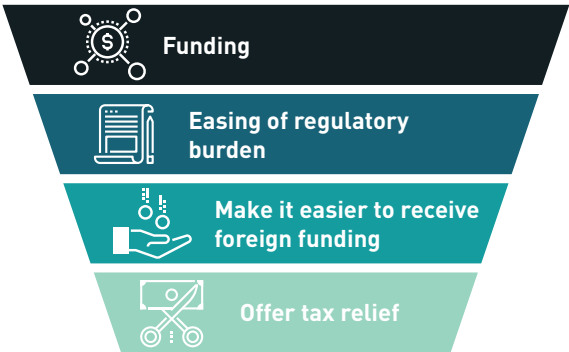 $
Funding
Easing of regulatory
burden
Make it easier to receive
foreign funding
Offer tax relief